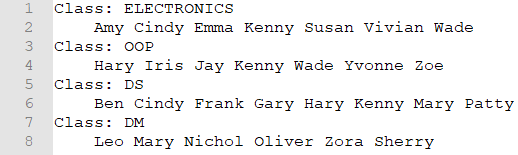 1 Class: ELECTRONICS
2     Amy Cindy Emma Kenny Susan Vivian Wade
3 Class: OOP
4     Hary Iris Jay Kenny Wade Yvonne Zoe
5 Class: DS
6     Ben Cindy Frank Gary Hary Kenny Mary Patty
7 Class: DM
8     Leo Mary Nichol Oliver Zora Sherry